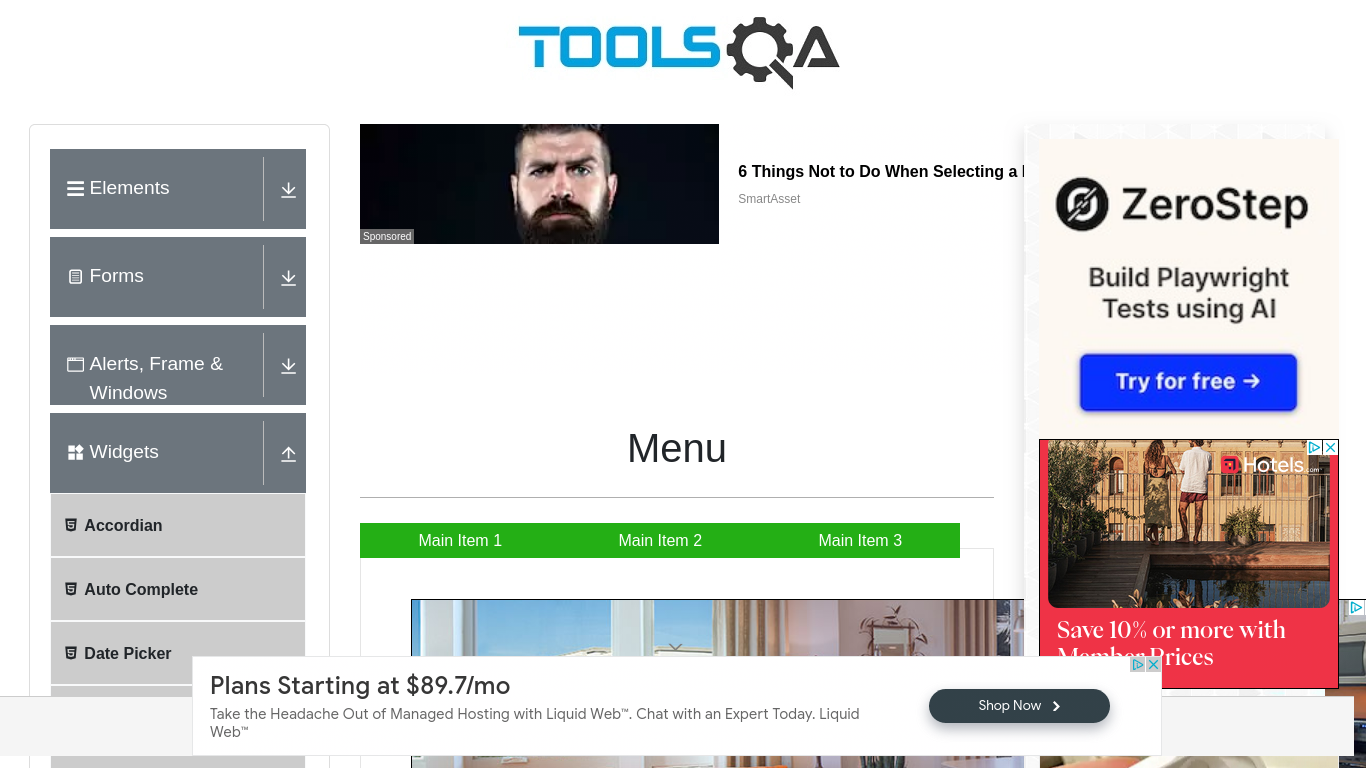 TOOLSQA
Elements
Forms
Alerts, Frame &
Windows
Widgets
Accordian
Auto Complete
Date Picker
Sponsored
6 Things Not to Do When Selecting a
SmartAsset
Menu
Main Item 1
Main Item 2
Main Item 3
ZeroStep
Build Playwright
Tests using AI
Try for free →
Hotels.com
Save 10% or more with
Member Prices
Plans Starting at $89.7/mo
Take the Headache Out of Managed Hosting with Liquid Web™. Chat with an Expert Today. Liquid
Web™
Shop Now